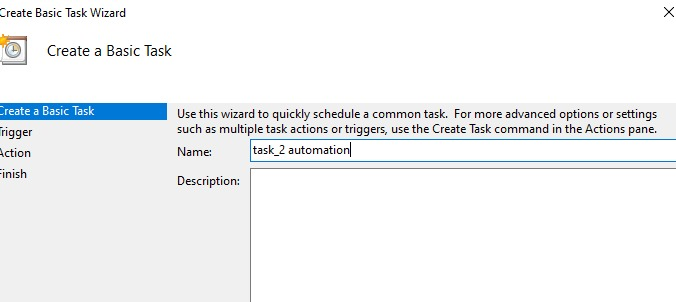 Create Basic Task Wizard
Create a Basic Task
Create a Basic Task
Use this wizard to quickly schedule a common task. For more advanced options or settings
such as multiple task actions or triggers, use the Create Task command in the Actions pane.
Trigger
Name:
task_2 automation
Action
Finish
Description: